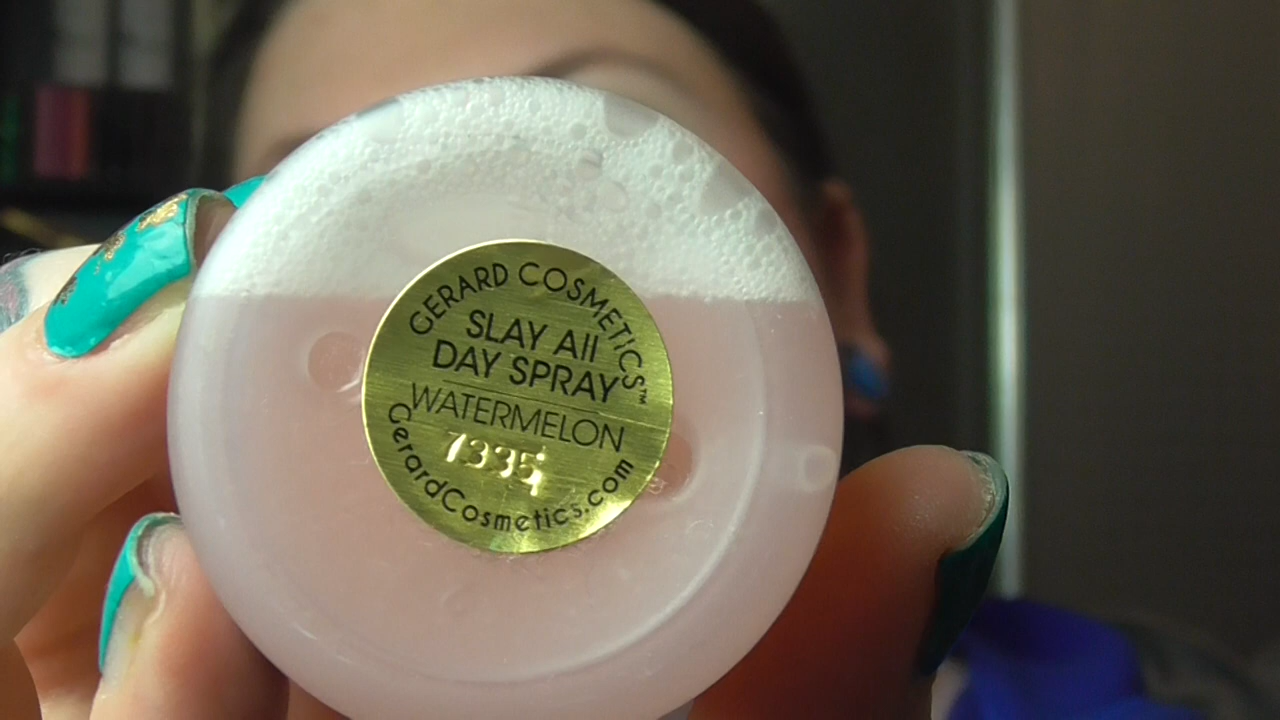 GERARD COSMETICS™
SLAY All
DAY SPRAY
WATERMELON
7335
GerardCosmetics.com